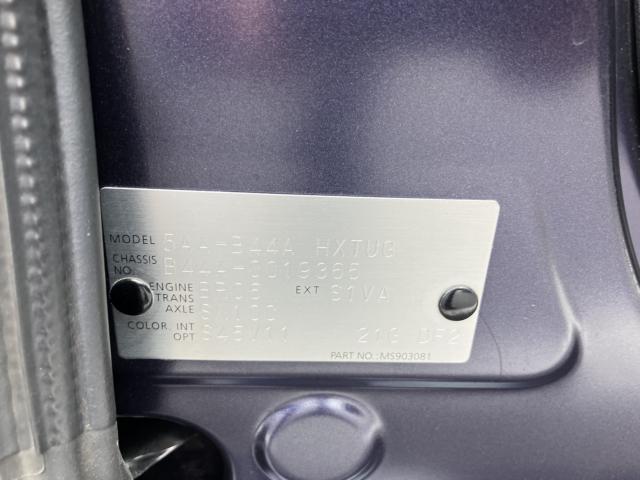 MODEL 5AA-B44A HXTUG
CHASSIS NO. B44A-0019366
ENGINE BR06 EXT S1VA
TRANS AXLE
COLOR. INT OPT
PART NO.: MS903081